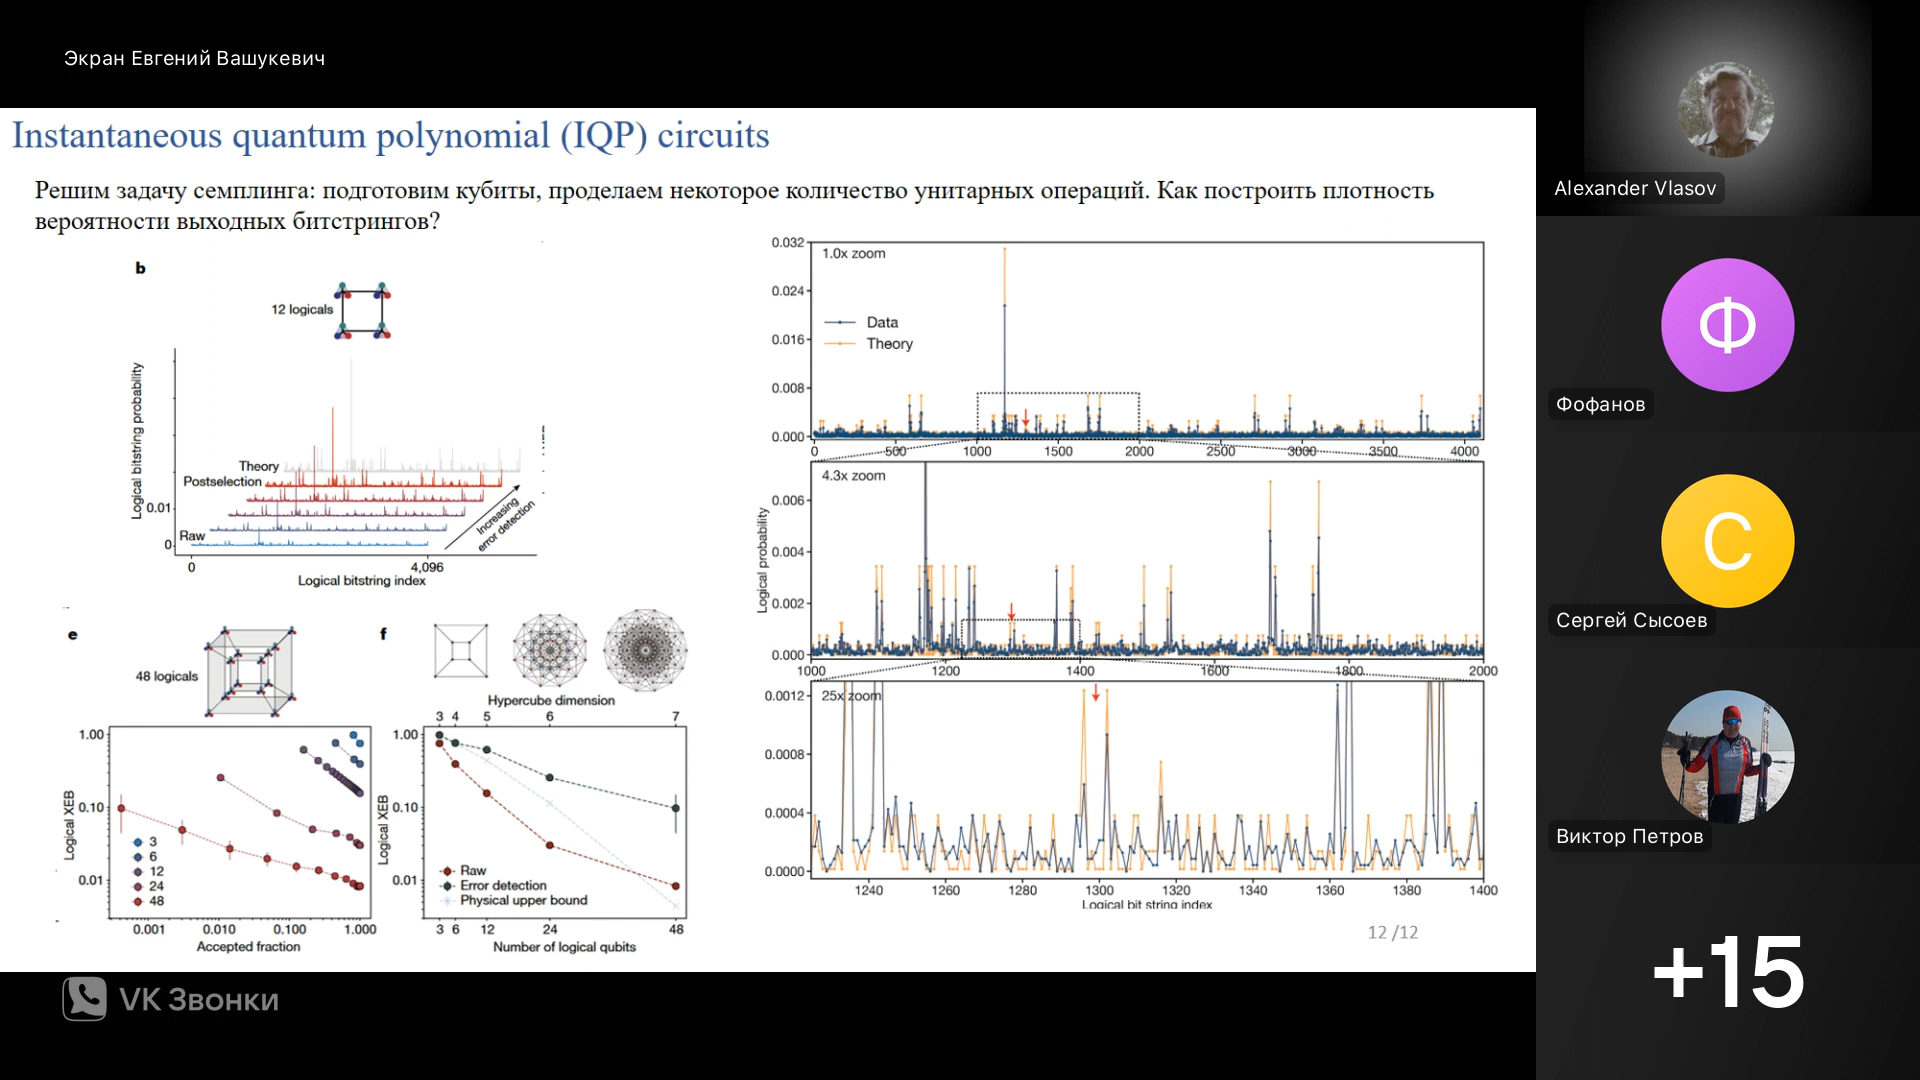 Экран Евгений Вашукевич
Instantaneous quantum polynomial (IQP) circuits
Решим задачу семплинга: подготовим кубиты, проделаем некоторое количество унитарных операций. Как построить плотность
вероятности выходных битстрингов?
b
12 logicals
Logical bitstring probability
Theory
Postselection
0.01
Raw
0
Increasing
error detection
0 4,096
Logical bitstring index
e
48 logicals
1.00
0.10
0.01
Logical XEB
3
6
12
24
48
0.001 0.010 0.100 1.000
Accepted fraction
f
Hypercube dimension
3 4 5 6 7
1.00
0.10
0.01
Logical XEB
Raw
Error detection
Physical upper bound
3 6 12 24 48
Number of logical qubits
0.032
1.0x zoom
0.024
Data
Theory
0.016
0.008
0.000
0 500 1000 1500 2000 2500 3000 3500 4000
4.3x zoom
0.006
0.004
0.002
0.000
Logical probability
1000 1200 1400 1600 1800 2000
25x zoom
0.0012
0.0008
0.0004
0.0000
1240 1260 1280 1300 1320 1340 1360 1380 1400
Logical bit string index
12 /12
VK Звонки
Alexander Vlasov
Ф
Фофанов
С
Сергей Сысоев
Виктор Петров
+15